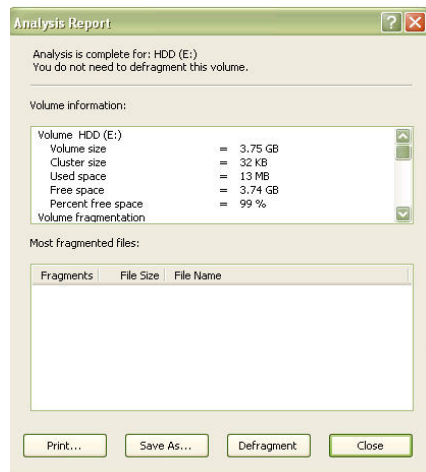 Analysis Report
Analysis is complete for: HDD (E:)
You do not need to defragment this volume.
Volume information:
Volume HDD (E:)
Volume size = 3.75 GB
Cluster size = 32 KB
Used space = 13 MB
Free space = 3.74 GB
Percent free space = 99 %
Volume fragmentation
Most fragmented files:
Fragments File Size File Name
Print... Save As... Defragment Close